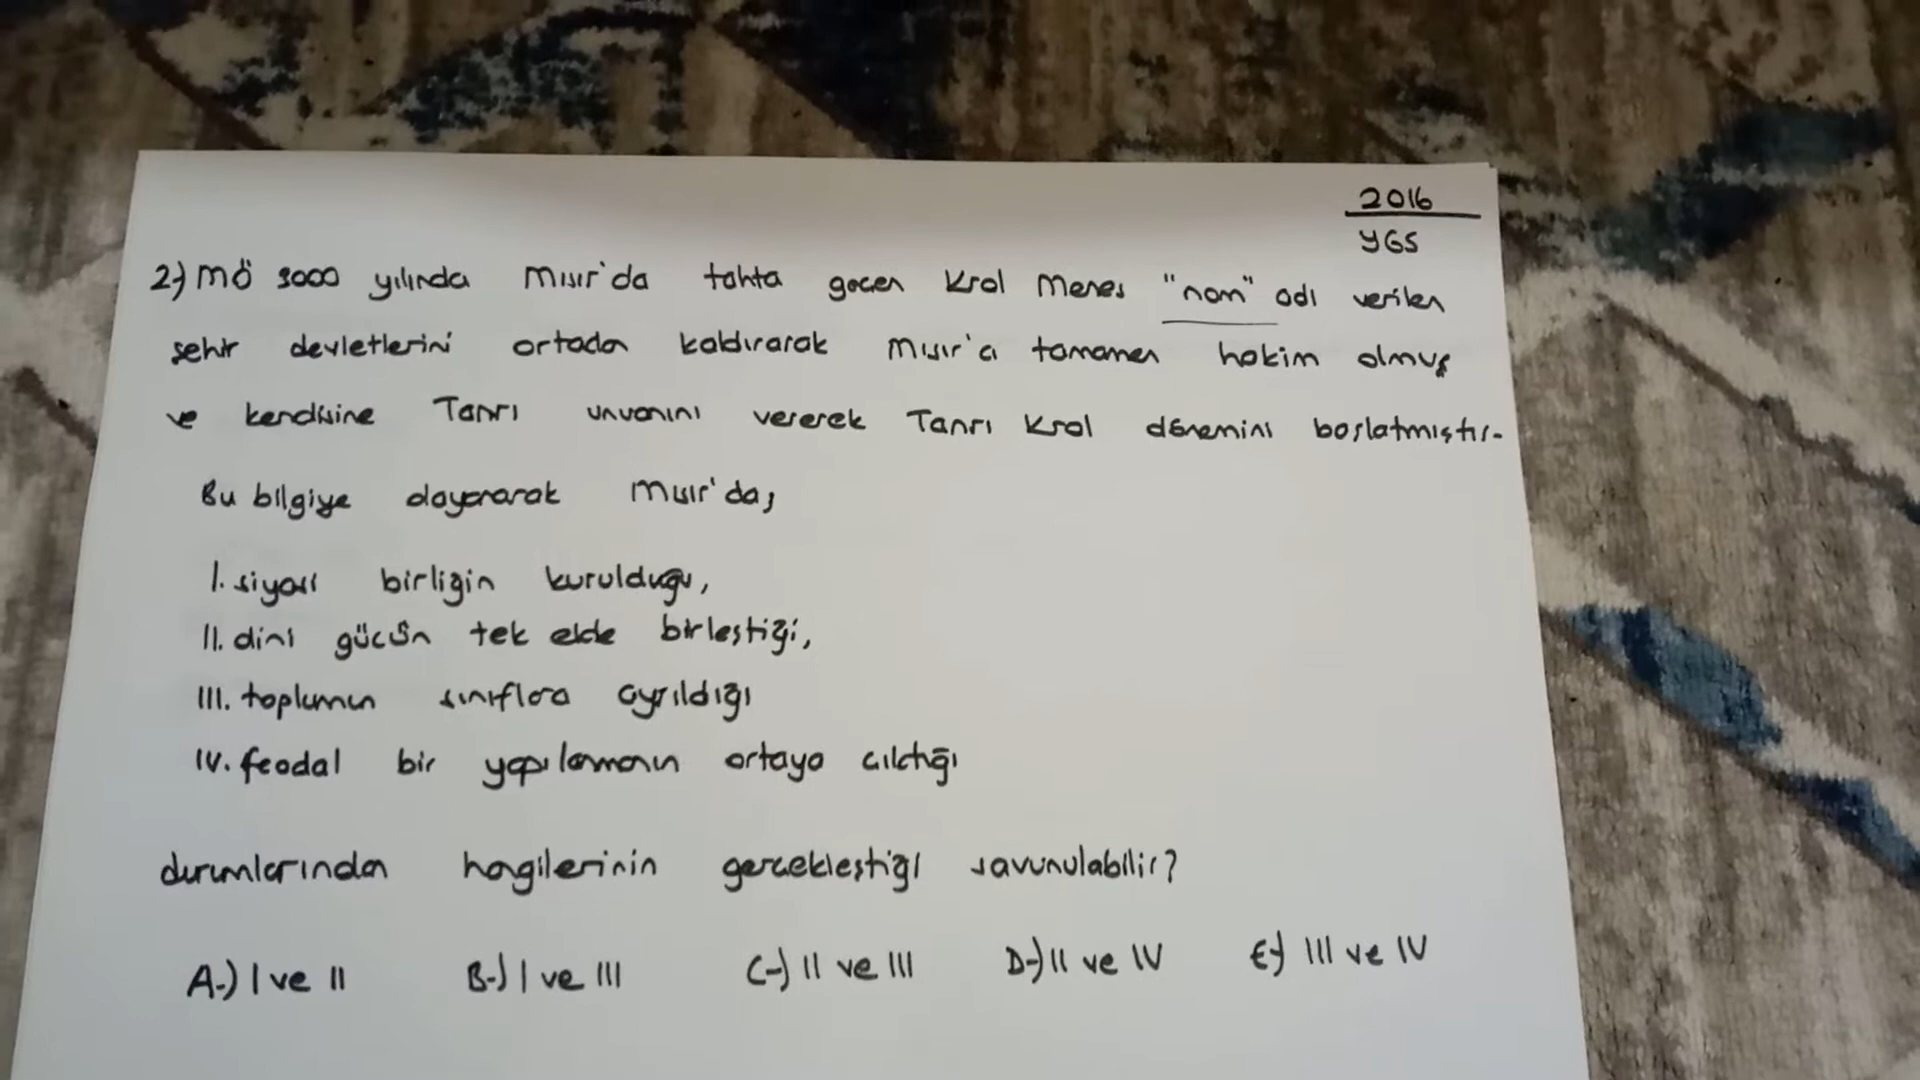 2016
YGS
2-) MÖ 3000 yılında Mısır'da tahta geçen Kral Menes "nom" adı verilen
şehir devletlerini ortadan kaldırarak Mısır'a tamamen hakim olmuş
ve kendisine Tanrı unvanını vererek Tanrı Kral dönemini başlatmıştır.
Bu bilgiye dayanarak Mısır'da;
I. siyasi birliğin kurulduğu,
II. dini gücün tek elde birleştiği,
III. toplumun sınıflara ayrıldığı
IV. feodal bir yapılanmanın ortaya çıktığı
durumlarından hangilerinin gerçekleştiği savunulabilir?
A-) I ve II B-) I ve III C-) II ve III D-) II ve IV E-) III ve IV